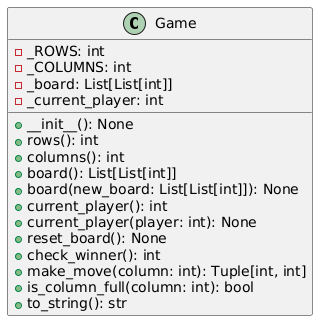 C Game
_ROWS: int
_COLUMNS: int
_board: List[List[int]]
_current_player: int
__init__(): None
rows(): int
columns(): int
board(): List[List[int]]
board(new_board: List[List[int]]): None
current_player(): int
current_player(player: int): None
reset_board(): None
check_winner(): int
make_move(column: int): Tuple[int, int]
is_column_full(column: int): bool
to_string(): str